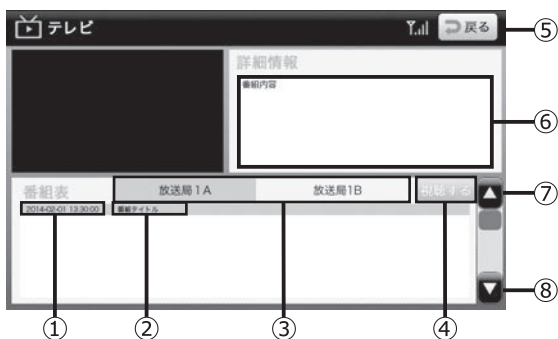 テレビ
戻る
⑤
詳細情報
番組内容
⑥
番組表
放送局1A
放送局1B
視聴する
⑦
2014-02-01 13:30:00
番組タイトル
⑧
①
②
③
④